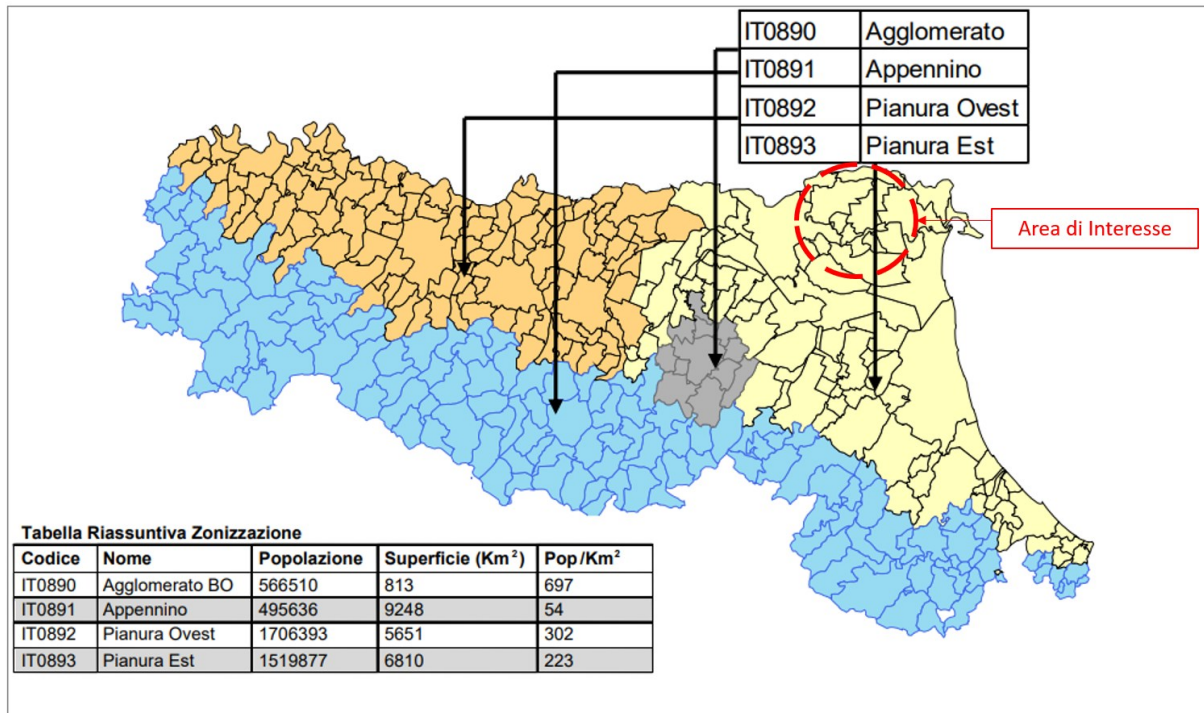 IT0890 Agglomerato
IT0891 Appennino
IT0892 Pianura Ovest
IT0893 Pianura Est
Area di Interesse
Tabella Riassuntiva Zonizzazione
Codice Nome Popolazione Superficie (Km²) Pop/Km²
IT0890 Agglomerato BO 566510 813 697
IT0891 Appennino 495636 9248 54
IT0892 Pianura Ovest 1706393 5651 302
IT0893 Pianura Est 1519877 6810 223